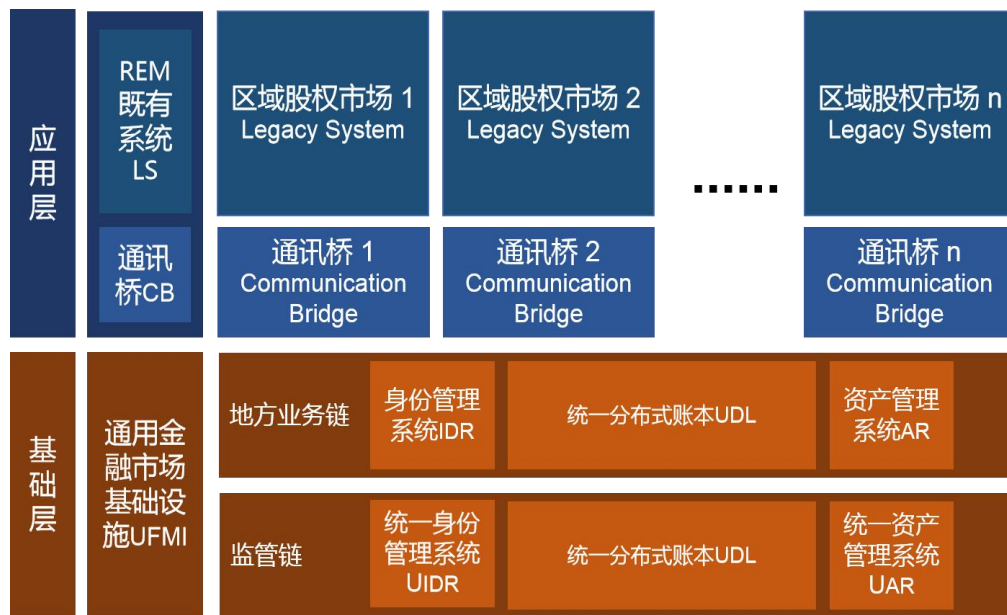 应
用
层
REM
既有
系统
LS
区域股权市场 1
Legacy System
区域股权市场 2
Legacy System
......
区域股权市场 n
Legacy System
通讯
桥CB
通讯桥 1
Communication
Bridge
通讯桥 2
Communication
Bridge
通讯桥 n
Communication
Bridge
基
础
层
通用金
融市场
基础设
施UFMI
地方业务链
身份管理
系统IDR
统一分布式账本UDL
资产管理
系统AR
监管链
统一身份
管理系统
UIDR
统一分布式账本UDL
统一资产
管理系统
UAR